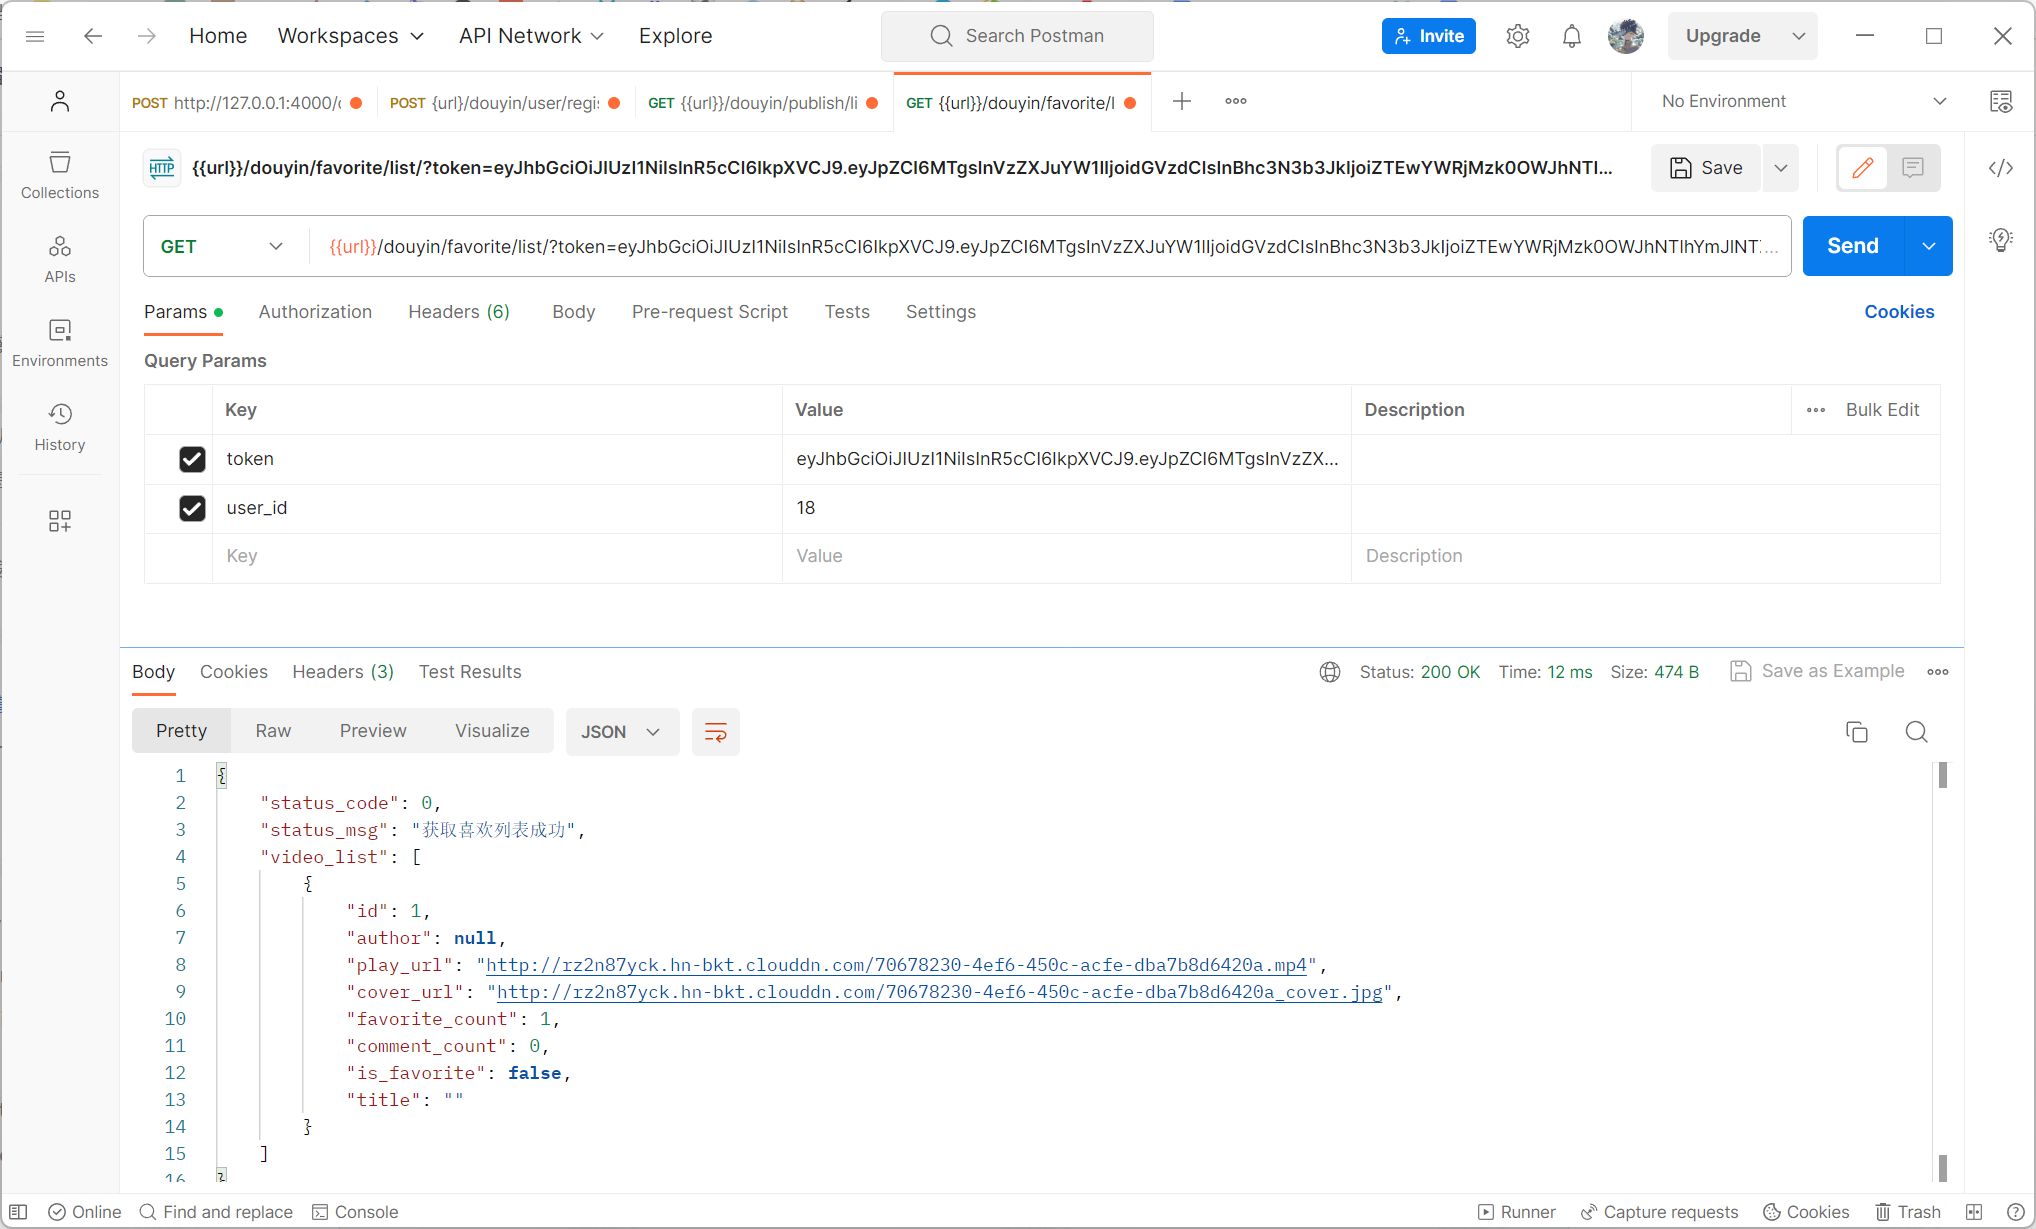 Home Workspaces API Network Explore Search Postman Invite Upgrade
POST http://127.0.0.1:4000/ POST {url}/douyin/user/regi GET {{url}}/douyin/publish/li GET {{url}}/douyin/favorite/l No Environment
HTTP {{url}}/douyin/favorite/list/?token=eyJhbGciOiJIUzI1NiIsInR5cCI6IkpXVCJ9.eyJpZCI6MTgsInVzZXJuYW1lIjoidGVzdCIsInBhc3N3b3JkIjoiZTEwYWRjMzk0OWJhNTl... Save
GET {{url}}/douyin/favorite/list/?token=eyJhbGciOiJIUzI1NiIsInR5cCI6IkpXVCJ9.eyJpZCI6MTgsInVzZXJuYW1lIjoidGVzdCIsInBhc3N3b3JkIjoiZTEwYWRjMzk0OWJhNTlhYmJlNT... Send
Collections
APIs
Environments
History
Params Authorization Headers (6) Body Pre-request Script Tests Settings Cookies
Query Params
Key Value Description Bulk Edit
token eyJhbGciOiJIUzI1NiIsInR5cCI6IkpXVCJ9.eyJpZCI6MTgsInVzZX...
user_id 18
Key Value Description
Body Cookies Headers (3) Test Results Status: 200 OK Time: 12 ms Size: 474 B Save as Example
Pretty Raw Preview Visualize JSON
1 {
2 "status_code": 0,
3 "status_msg": "获取喜欢列表成功",
4 "video_list": [
5 {
6 "id": 1,
7 "author": null,
8 "play_url": "http://rz2n87yck.hn-bkt.clouddn.com/70678230-4ef6-450c-acfe-dba7b8d6420a.mp4",
9 "cover_url": "http://rz2n87yck.hn-bkt.clouddn.com/70678230-4ef6-450c-acfe-dba7b8d6420a_cover.jpg",
10 "favorite_count": 1,
11 "comment_count": 0,
12 "is_favorite": false,
13 "title": ""
14 }
15 ]
16 }
Online Find and replace Console Runner Capture requests Cookies Trash